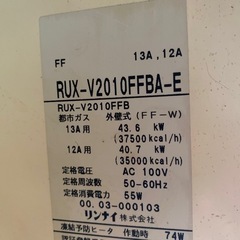 FF 13A,12A
RUX-V2010FFBA-E
RUX-V2010FFB
都市ガス 外壁式(FF-W)
13A用 43.6 kW
(37500kcal/h)
12A用 40.7 kW
(35000kcal/h)
定格電圧 AC 100V
定格周波数 50-60Hz
定格消費電力 55W
00.03-000103
リンナイ株式会社
凍結予防ヒータ 作動時 74W